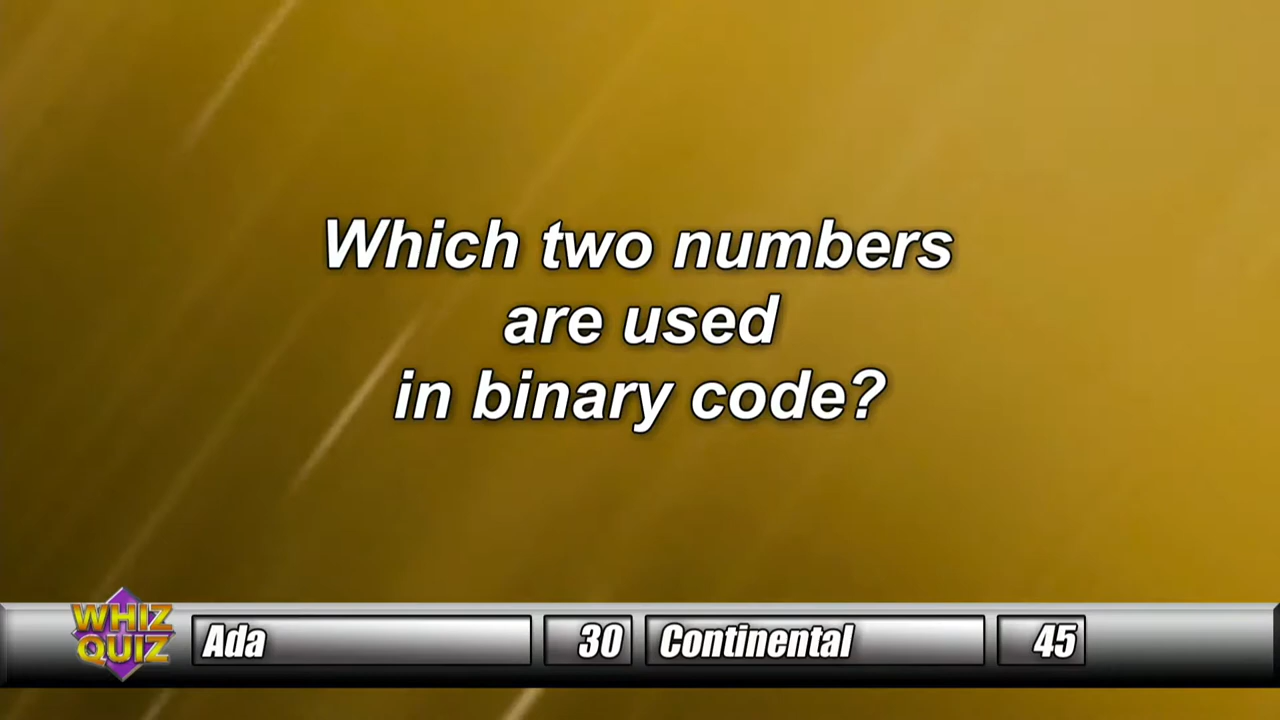 Which two numbers
are used
in binary code?
WHIZ
QUIZ
Ada 30 Continental 45